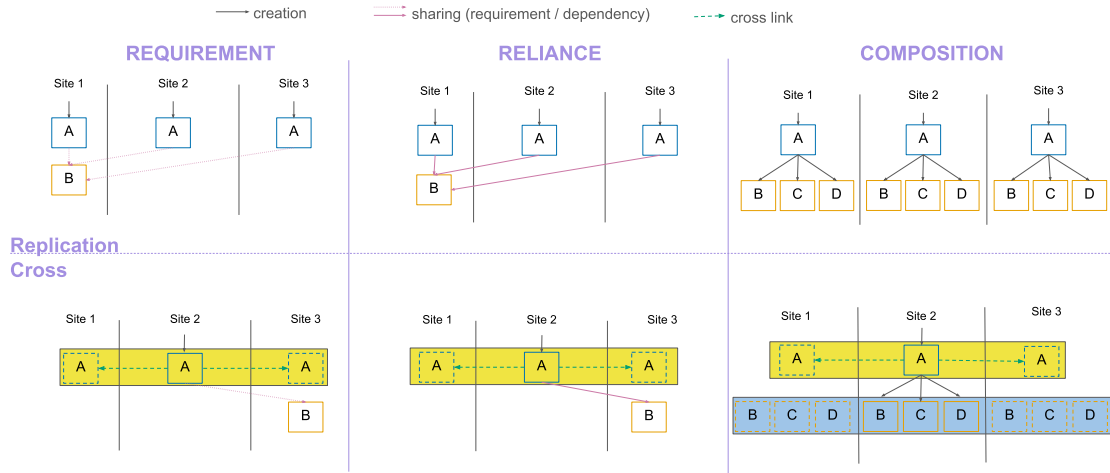 creation
sharing (requirement / dependency)
cross link
REQUIREMENT
RELIANCE
COMPOSITION
Site 1
Site 2
Site 3
A
A
A
B
Site 1
Site 2
Site 3
A
A
A
B
Site 1
Site 2
Site 3
A
A
A
B C D
B C D
B C D
Replication
Cross
Site 1
Site 2
Site 3
A
A
A
B
Site 1
Site 2
Site 3
A
A
A
B
Site 1
Site 2
Site 3
A
A
A
B C D
B C D
B C D